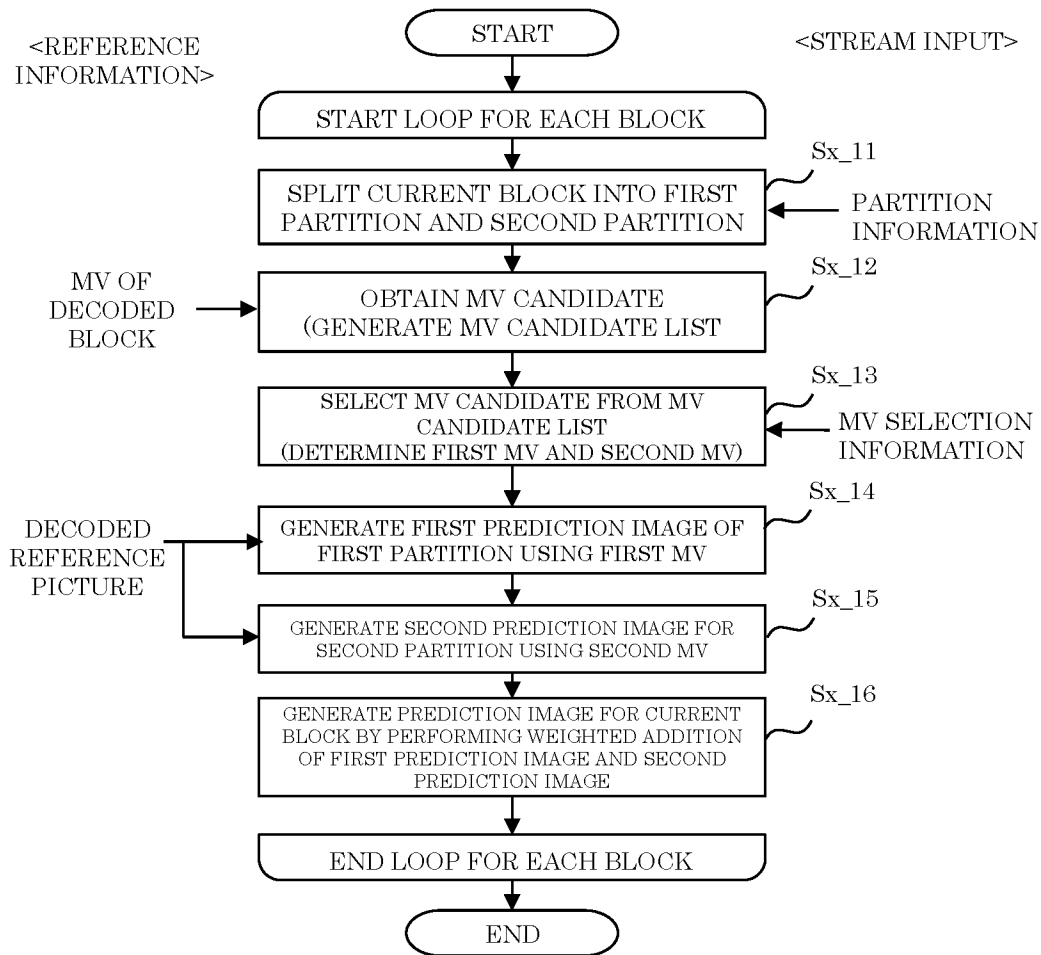 START
<REFERENCE
INFORMATION>
<STREAM INPUT>
START LOOP FOR EACH BLOCK
Sx_11
SPLIT CURRENT BLOCK INTO FIRST
PARTITION AND SECOND PARTITION
PARTITION
INFORMATION
Sx_12
MV OF
DECODED
BLOCK
OBTAIN MV CANDIDATE
(GENERATE MV CANDIDATE LIST
Sx_13
SELECT MV CANDIDATE FROM MV
CANDIDATE LIST
(DETERMINE FIRST MV AND SECOND MV)
MV SELECTION
INFORMATION
Sx_14
DECODED
REFERENCE
PICTURE
GENERATE FIRST PREDICTION IMAGE OF
FIRST PARTITION USING FIRST MV
Sx_15
GENERATE SECOND PREDICTION IMAGE FOR
SECOND PARTITION USING SECOND MV
Sx_16
GENERATE PREDICTION IMAGE FOR CURRENT
BLOCK BY PERFORMING WEIGHTED ADDITION
OF FIRST PREDICTION IMAGE AND SECOND
PREDICTION IMAGE
END LOOP FOR EACH BLOCK
END